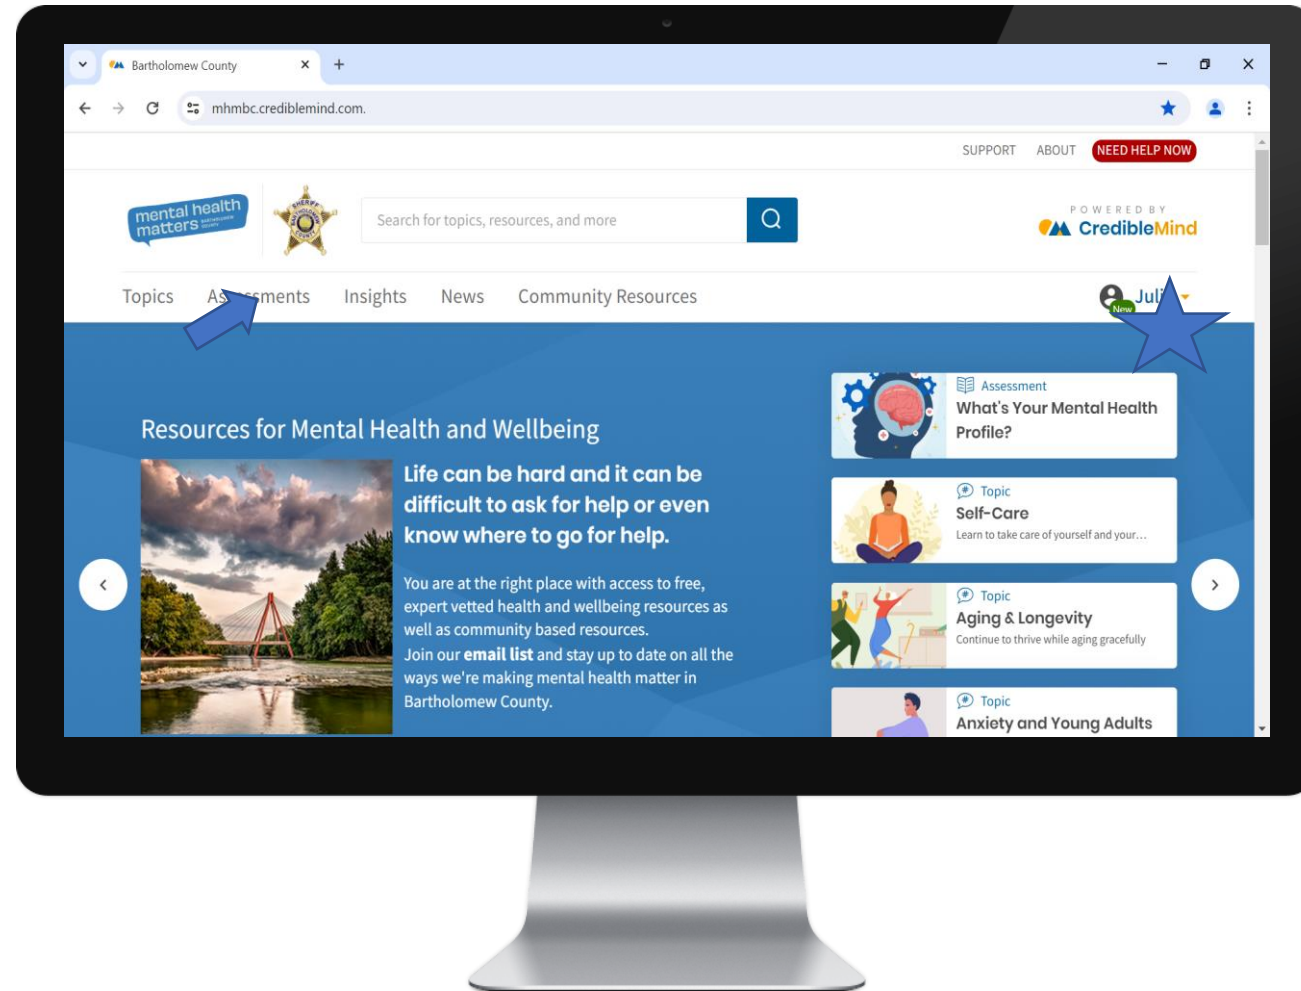 Bartholomew County
mhmbc.crediblemind.com.
SUPPORT ABOUT NEED HELP NOW
mental health
matters
SHERIFF
Search for topics, resources, and more
POWERED BY
CredibleMind
Topics Assessments Insights News Community Resources
New
Resources for Mental Health and Wellbeing
Life can be hard and it can be
difficult to ask for help or even
know where to go for help.
You are at the right place with access to free,
expert vetted health and wellbeing resources as
well as community based resources.
Join our email list and stay up to date on all the
ways we're making mental health matter in
Bartholomew County.
Assessment
What's Your Mental Health
Profile?
Topic
Self-Care
Learn to take care of yourself and your…
Topic
Aging & Longevity
Continue to thrive while aging gracefully
Topic
Anxiety and Young Adults